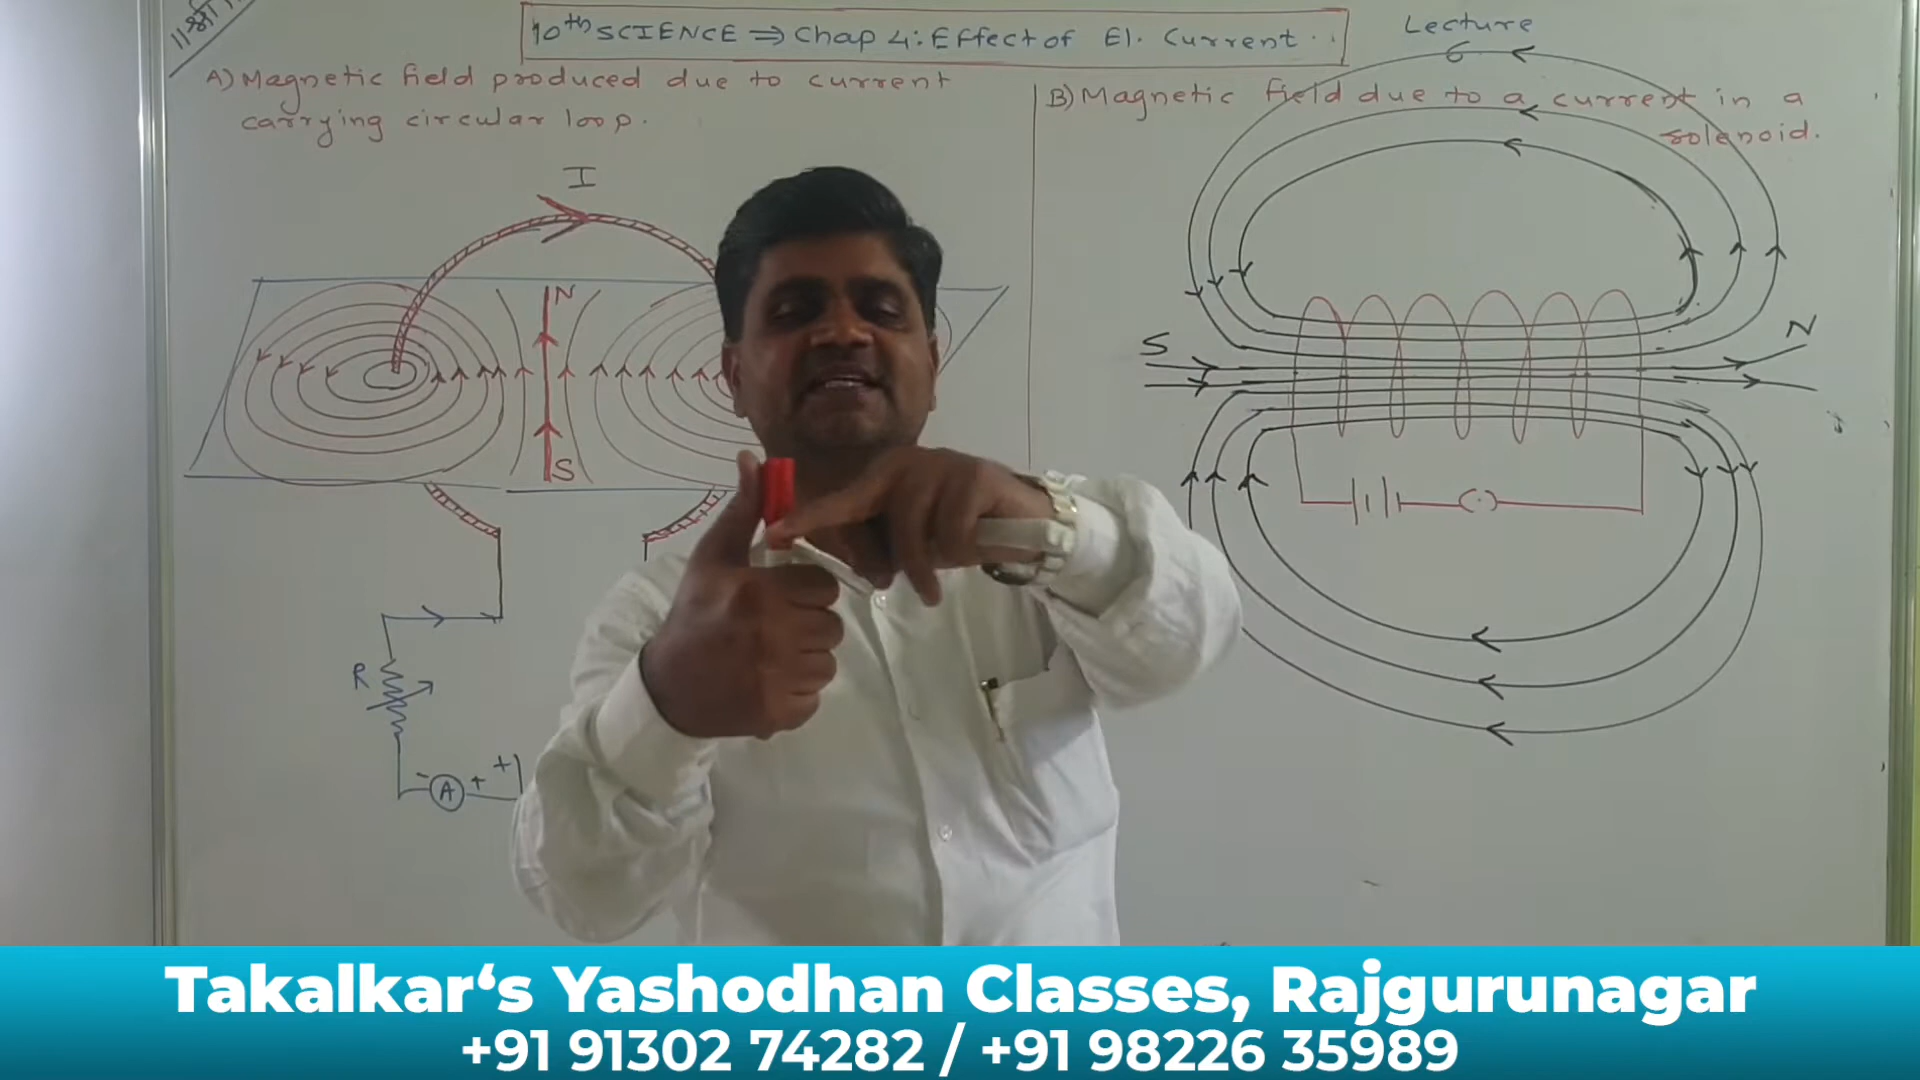 ॥श्री॥
10th SCIENCE ⇒ Chap 4: Effect of El. Current..
Lecture
6
A) Magnetic field produced due to current
carrying circular loop.
B) Magnetic field due to a current in a
solenoid.
I
N
S
S
N
R
- A + +
Takalkar‘s Yashodhan Classes, Rajgurunagar
+91 91302 74282 / +91 98226 35989